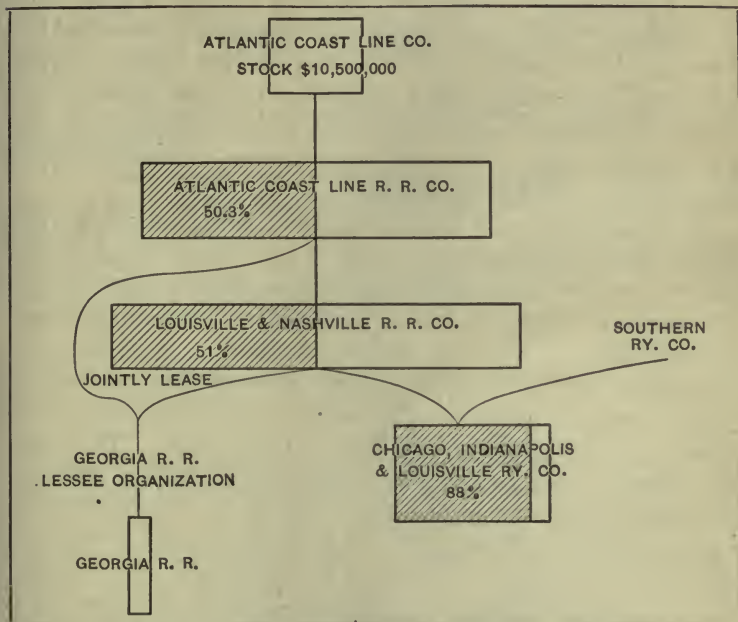 ATLANTIC COAST LINE CO.
STOCK $10,500,000
ATLANTIC COAST LINE R. R. CO.
50.3%
LOUISVILLE & NASHVILLE R. R. CO.
51%
SOUTHERN
RY. CO.
JOINTLY LEASE
GEORGIA R. R.
LESSEE ORGANIZATION
CHICAGO, INDIANAPOLIS
& LOUISVILLE RY. CO.
88%
GEORGIA R. R.